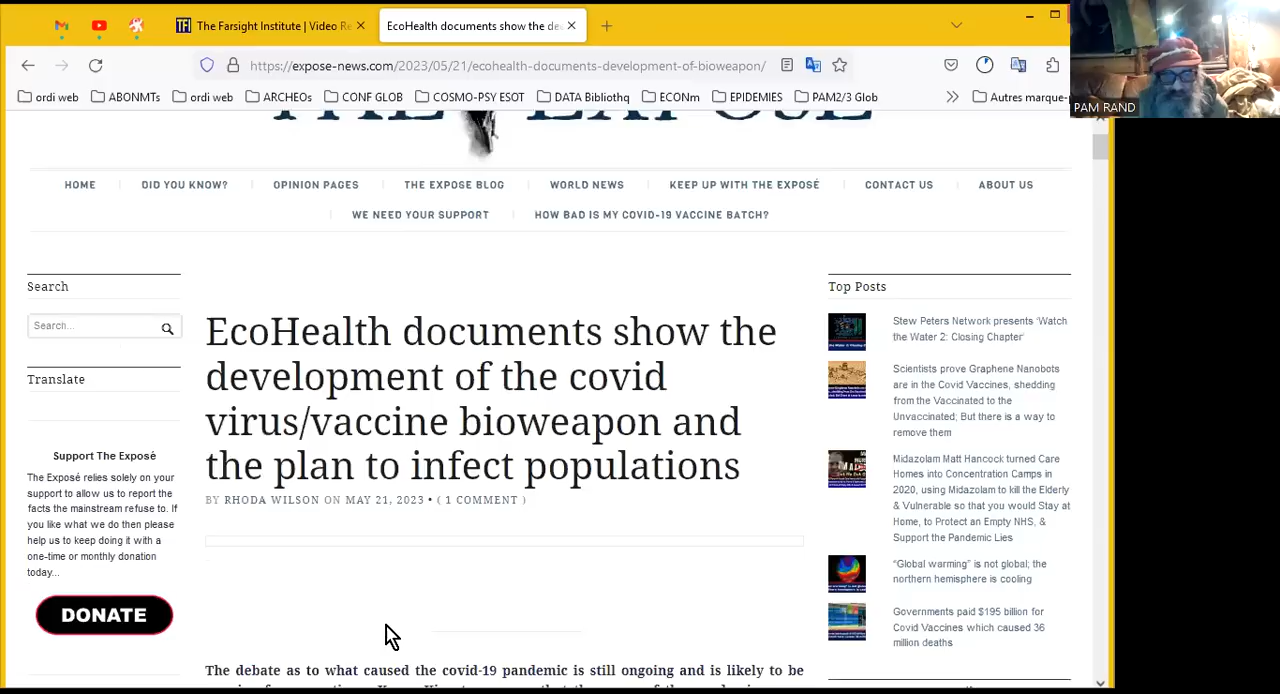 The Farsight Institute | Video Re
EcoHealth documents show the de
https://expose-news.com/2023/05/21/ecohealth-documents-development-of-bioweapon/
ordi web
ABONMTs
ordi web
ARCHEOs
CONF GLOB
COSMO-PSY ESOT
DATA Bibliothq
ECONm
EPIDEMIES
PAM2/3 Glob
Autres marque-
PAM RAND
THE EXPOSÉ
HOME
DID YOU KNOW?
OPINION PAGES
THE EXPOSE BLOG
WORLD NEWS
KEEP UP WITH THE EXPOSÉ
CONTACT US
ABOUT US
WE NEED YOUR SUPPORT
HOW BAD IS MY COVID-19 VACCINE BATCH?
Search
Search...
Translate
Support The Exposé
The Exposé relies solely on your
support to allow us to report the
facts the mainstream refuse to. If
you like what we do then please
help us to keep doing it with a
one-time or monthly donation
today...
DONATE
EcoHealth documents show the
development of the covid
virus/vaccine bioweapon and
the plan to infect populations
BY RHODA WILSON ON MAY 21, 2023 • ( 1 COMMENT )
The debate as to what caused the covid-19 pandemic is still ongoing and is likely to be
Top Posts
Stew Peters Network presents 'Watch
the Water 2: Closing Chapter'
Scientists prove Graphene Nanobots
are in the Covid Vaccines, shedding
from the Vaccinated to the
Unvaccinated; But there is a way to
remove them
Midazolam Matt Hancock turned Care
Homes into Concentration Camps in
2020, using Midazolam to kill the Elderly
& Vulnerable so that you would Stay at
Home, to Protect an Empty NHS, &
Support the Pandemic Lies
“Global warming” is not global; the
northern hemisphere is cooling
Governments paid $195 billion for
Covid Vaccines which caused 36
million deaths